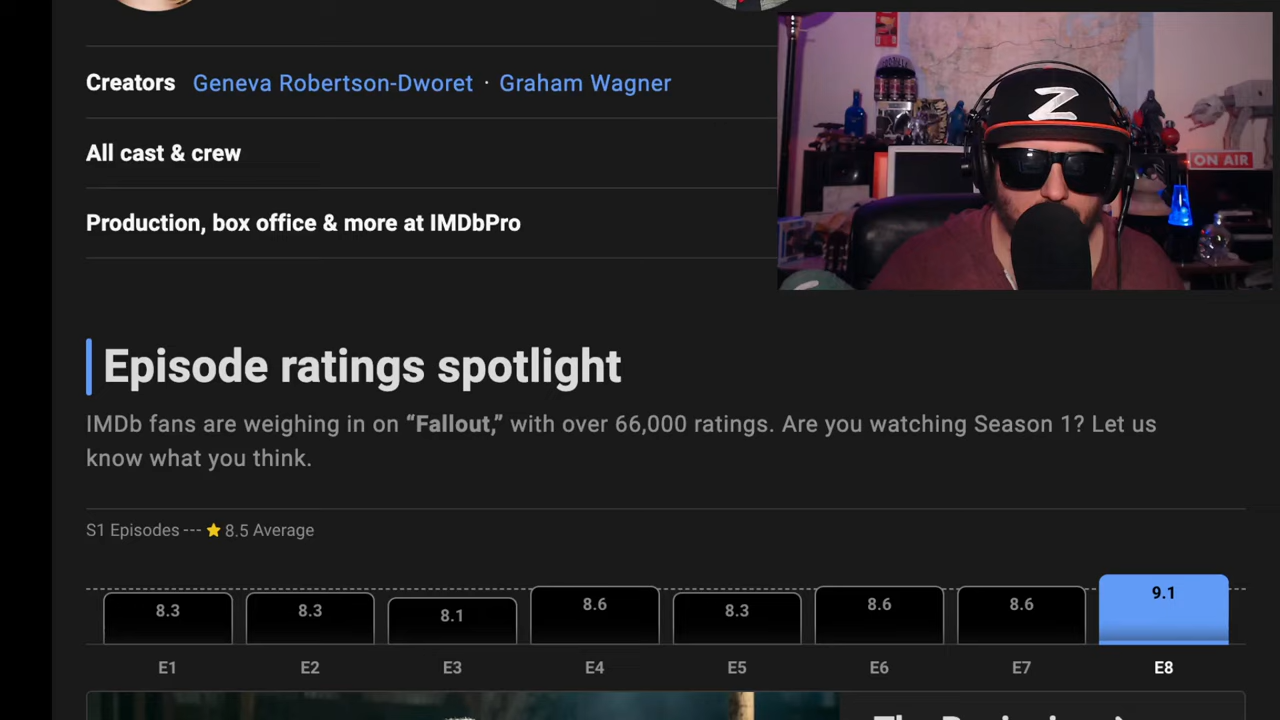 Creators Geneva Robertson-Dworet · Graham Wagner
All cast & crew
Production, box office & more at IMDbPro
Z
ON AIR
Episode ratings spotlight
IMDb fans are weighing in on “Fallout,” with over 66,000 ratings. Are you watching Season 1? Let us
know what you think.
S1 Episodes --- 8.5 Average
8.3 8.3 8.1 8.6 8.3 8.6 8.6 9.1
E1 E2 E3 E4 E5 E6 E7 E8